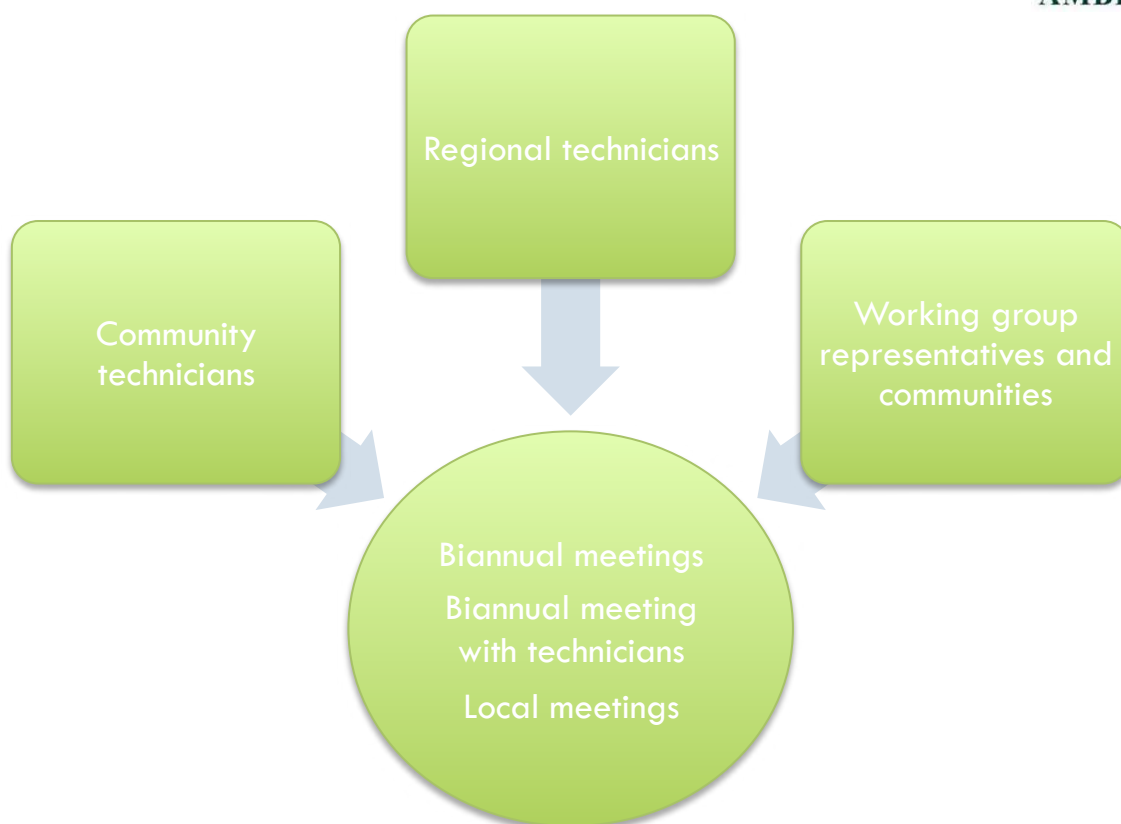 Regional technicians
Community
technicians
Working group
representatives and
communities
Biannual meetings
Biannual meeting
with technicians
Local meetings